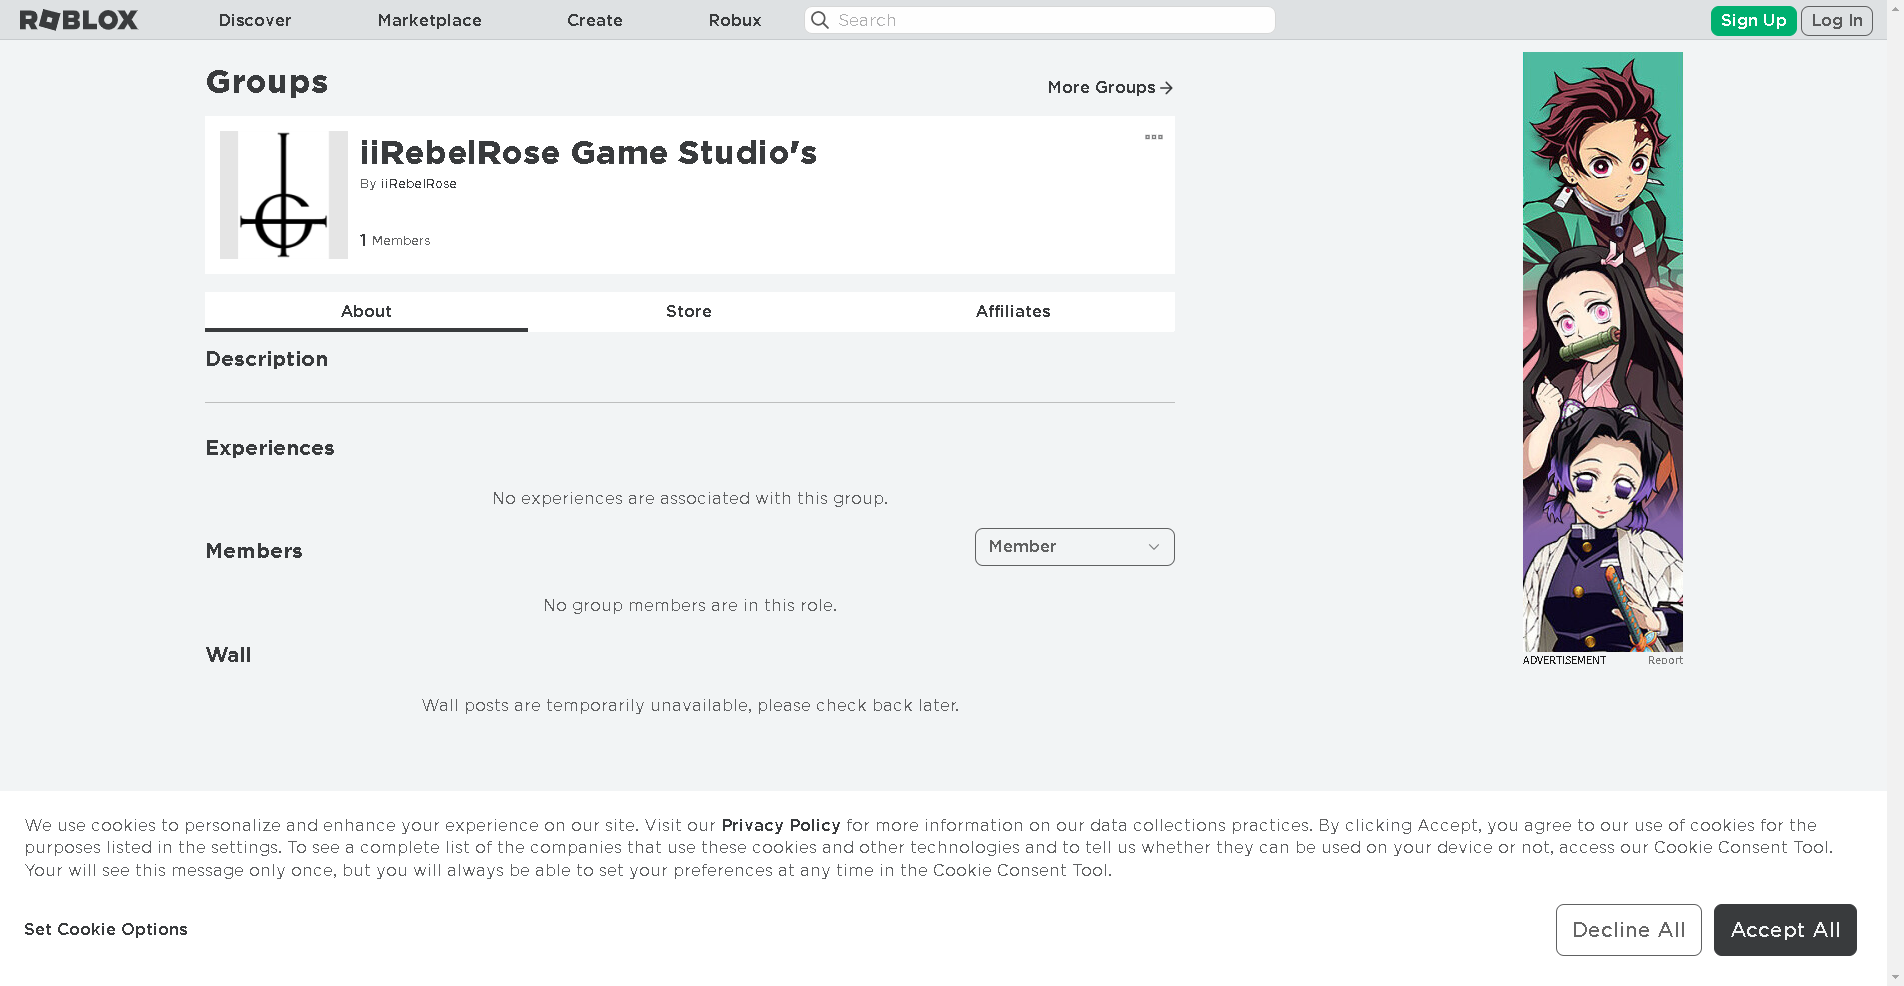 ROBLOX
Discover
Marketplace
Create
Robux
Search
Sign Up
Log In
Groups
More Groups
iiRebelRose Game Studio's
By iiRebelRose
1 Members
About
Store
Affiliates
Description
Experiences
No experiences are associated with this group.
Members
Member
No group members are in this role.
Wall
Wall posts are temporarily unavailable, please check back later.
ADVERTISEMENT
Report
We use cookies to personalize and enhance your experience on our site. Visit our Privacy Policy for more information on our data collections practices. By clicking Accept, you agree to our use of cookies for the
purposes listed in the settings. To see a complete list of the companies that use these cookies and other technologies and to tell us whether they can be used on your device or not, access our Cookie Consent Tool.
Your will see this message only once, but you will always be able to set your preferences at any time in the Cookie Consent Tool.
Set Cookie Options
Decline All
Accept All